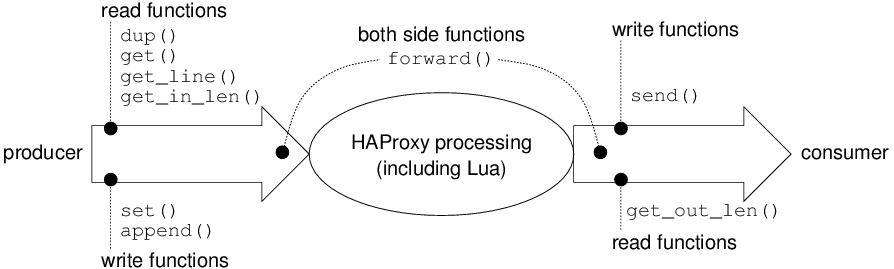 read functions
dup()
get()
get_line()
get_in_len()
both side functions
forward()
write functions
send()
producer
HAProxy processing
(including Lua)
consumer
set()
append()
write functions
get_out_len()
read functions